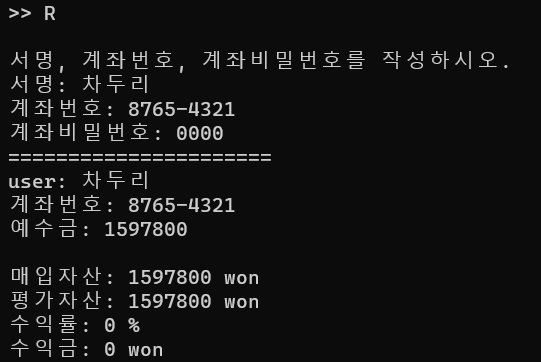 >> R
서명, 계좌번호, 계좌비밀번호를 작성하시오.
서명: 차두리
계좌번호: 8765-4321
계좌비밀번호: 0000
======================
user: 차두리
계좌번호: 8765-4321
예수금: 1597800
매입자산: 1597800 won
평가자산: 1597800 won
수익률: 0 %
수익금: 0 won